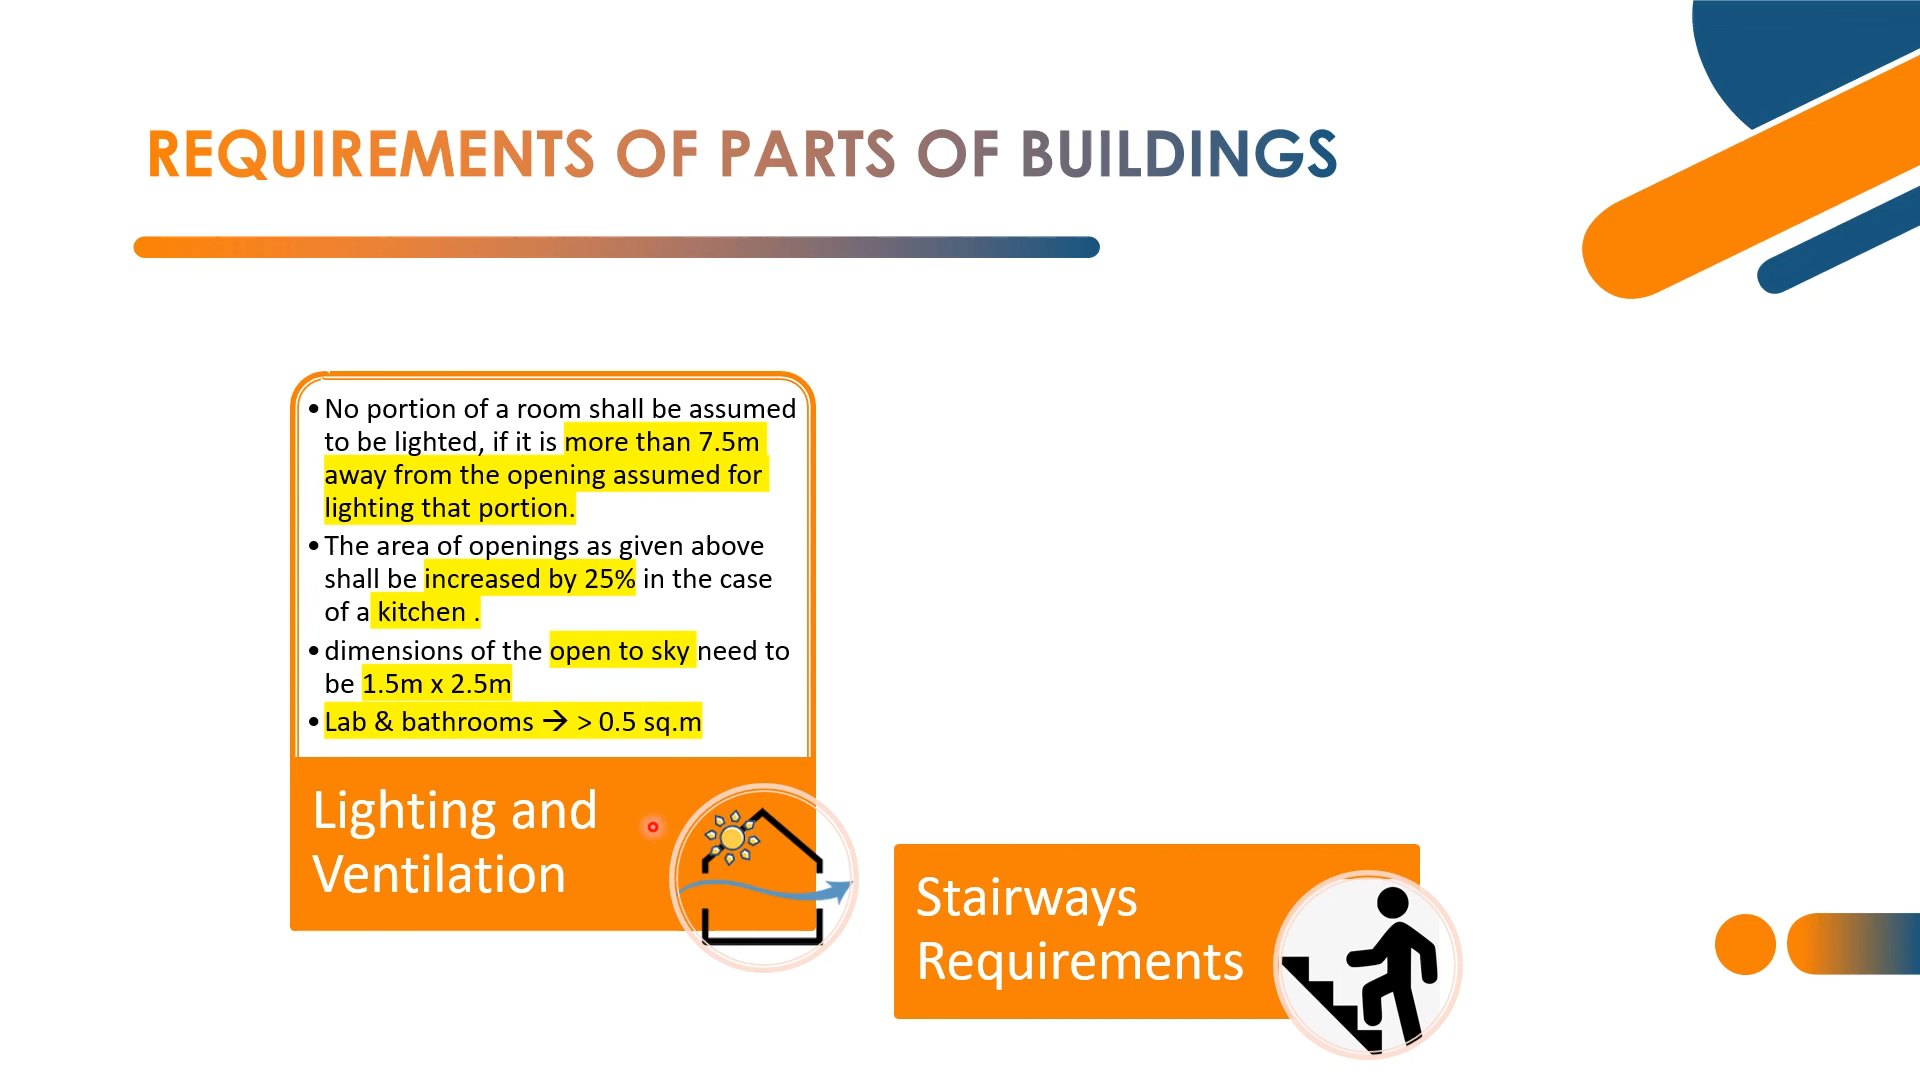 REQUIREMENTS OF PARTS OF BUILDINGS
•No portion of a room shall be assumed
to be lighted, if it is more than 7.5m
away from the opening assumed for
lighting that portion.
•The area of openings as given above
shall be increased by 25% in the case
of a kitchen .
•dimensions of the open to sky need to
be 1.5m x 2.5m
•Lab & bathrooms → > 0.5 sq.m
Lighting and
Ventilation
Stairways
Requirements